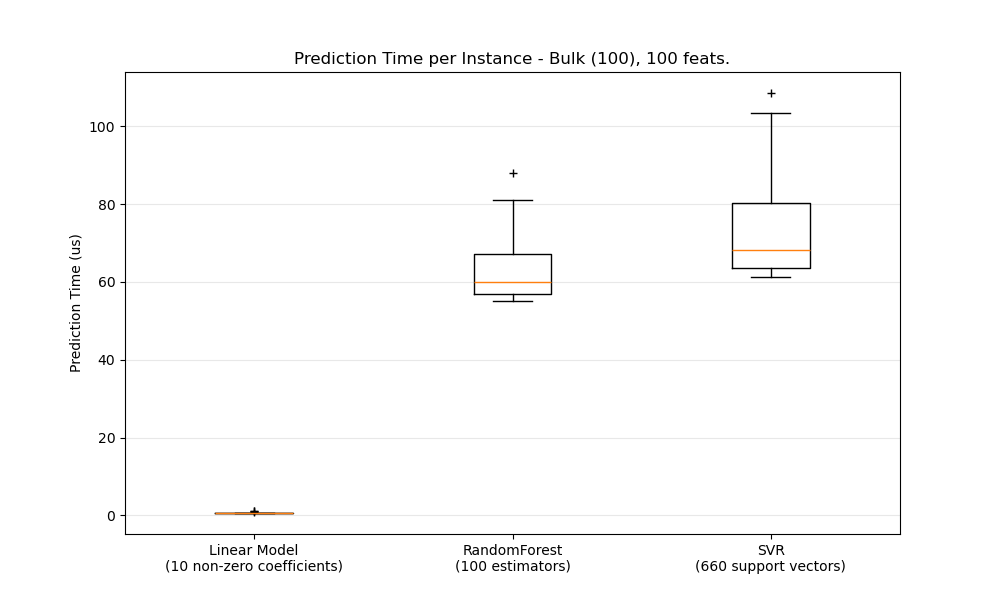 Prediction Time per Instance - Bulk (100), 100 feats.
Prediction Time (us)
100
80
60
40
20
0
Linear Model
(10 non-zero coefficients)
RandomForest
(100 estimators)
SVR
(660 support vectors)